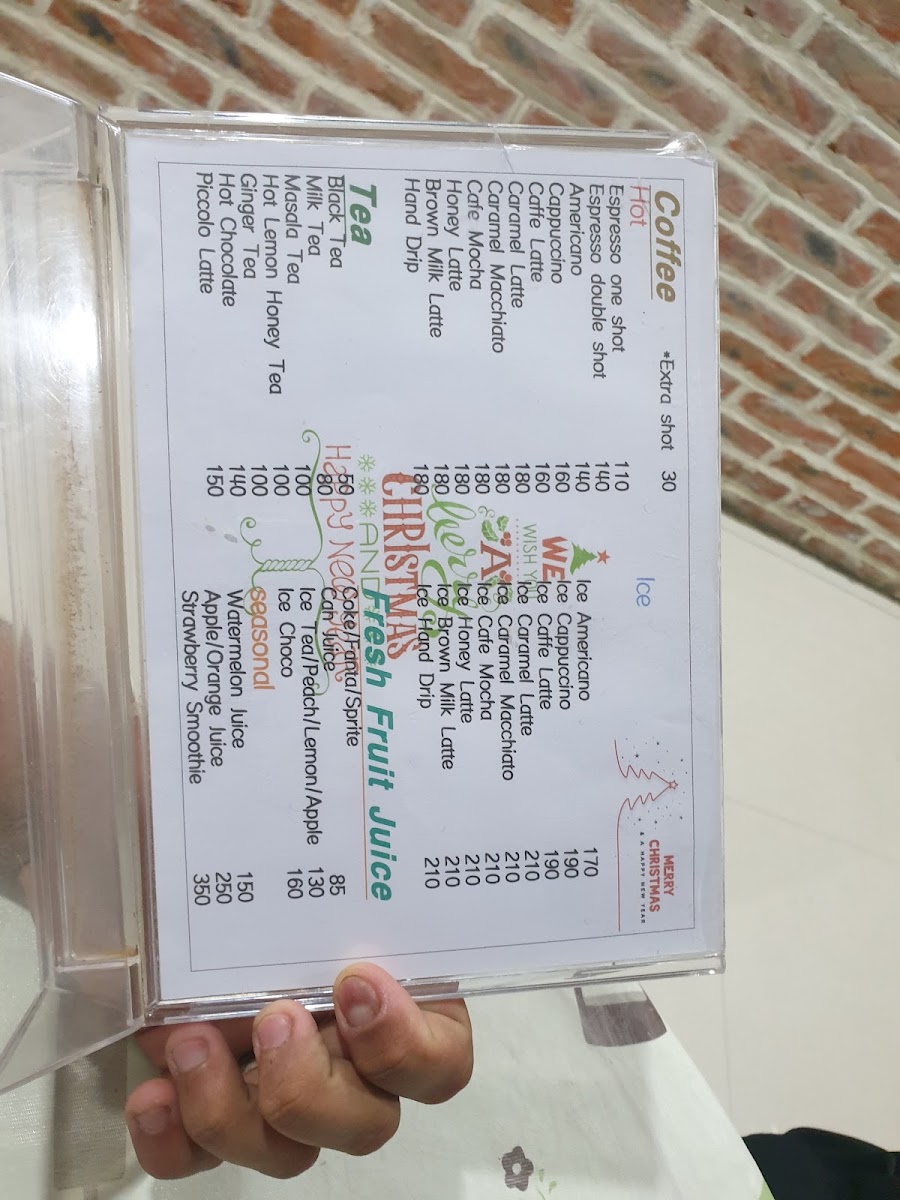 Coffee *Extra shot 30
MERRY
CHRISTMAS
& A HAPPY NEW YEAR
Hot Ice
Espresso one shot 110
Espresso double shot 140
Americano 140 Ice Americano 170
Cappuccino 160 Ice Cappuccino 190
Caffe Latte 160 Ice Caffe Latte 190
Caramel Latte 180 Ice Caramel Latte 210
Caramel Macchiato 180 Ice Caramel Macchiato 210
Cafe Mocha 180 Ice Cafe Mocha 210
Honey Latte 180 Ice Honey Latte 210
Brown Milk Latte 180 Ice Brown Milk Latte 210
Hand Drip 180 Ice Hand Drip 210
WE
WISH
A
Merry
CHRISTMAS
AND
Happy New
Tea Fresh Fruit Juice
Black Tea 50 Coke/Fanta/Sprite
Milk Tea 80 Can Juice 85
Masala Tea 100 Ice Tea/Peach/Lemon/Apple 130
Hot Lemon Honey Tea 100 Ice Choco 160
Ginger Tea 100 seasonal
Hot Chocolate 140 Watermelon Juice 150
Piccolo Latte 150 Apple/Orange Juice 250
Strawberry Smoothie 350